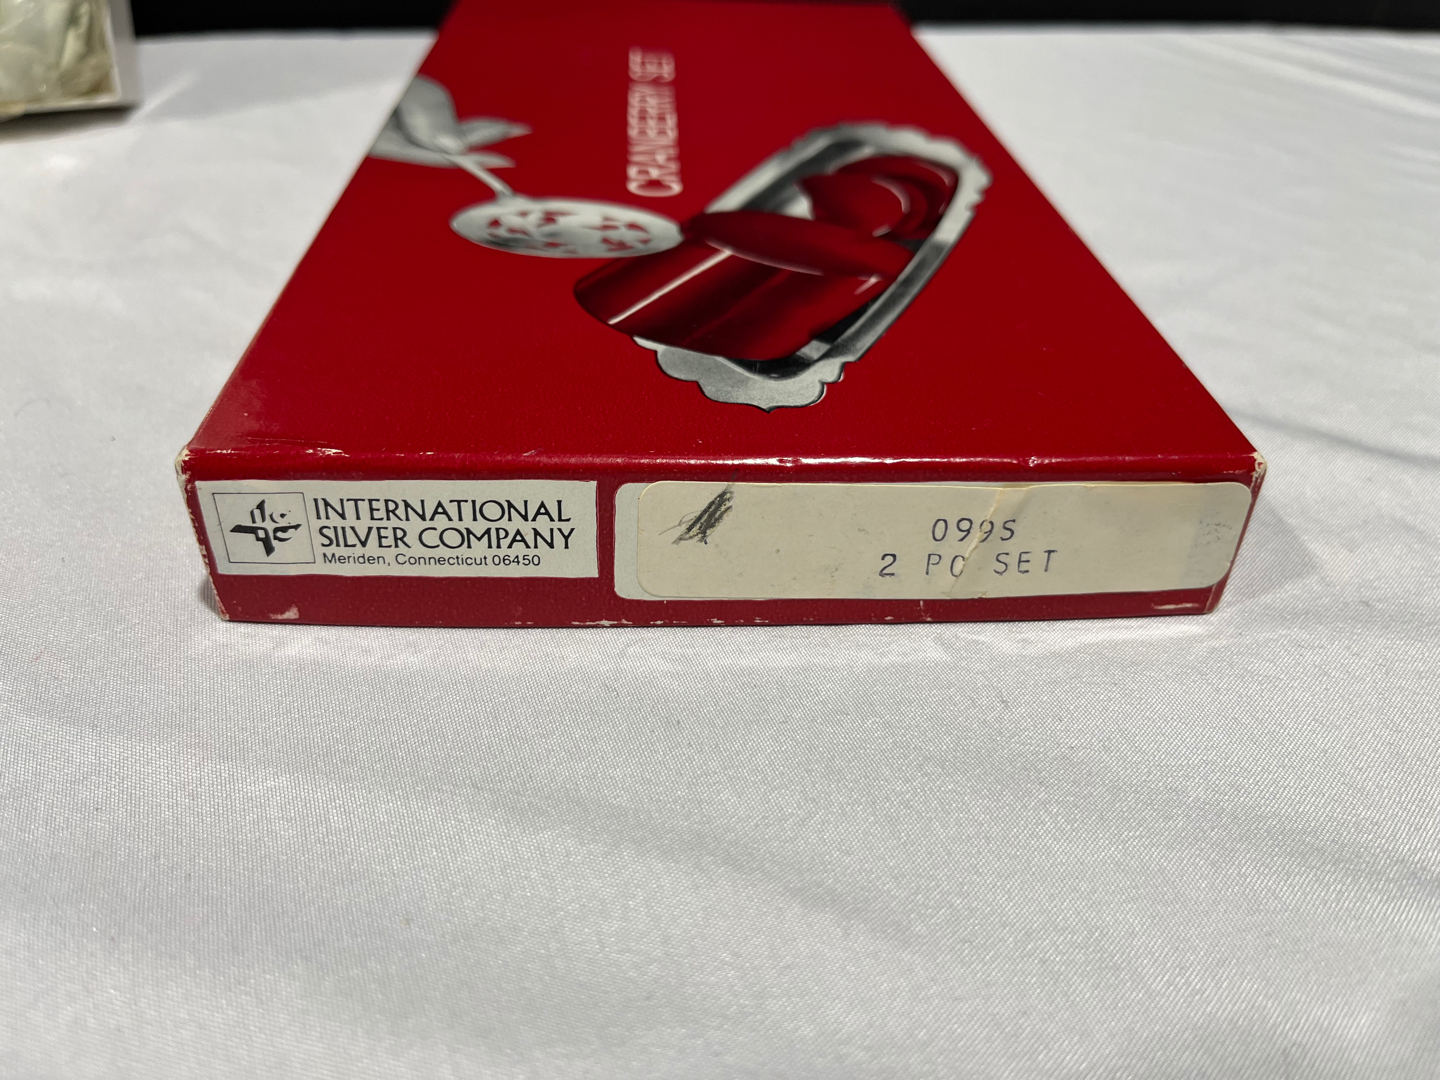 CRANBERRY SET
INTERNATIONAL
SILVER COMPANY
Meriden, Connecticut 06450
099S
2 PC SET